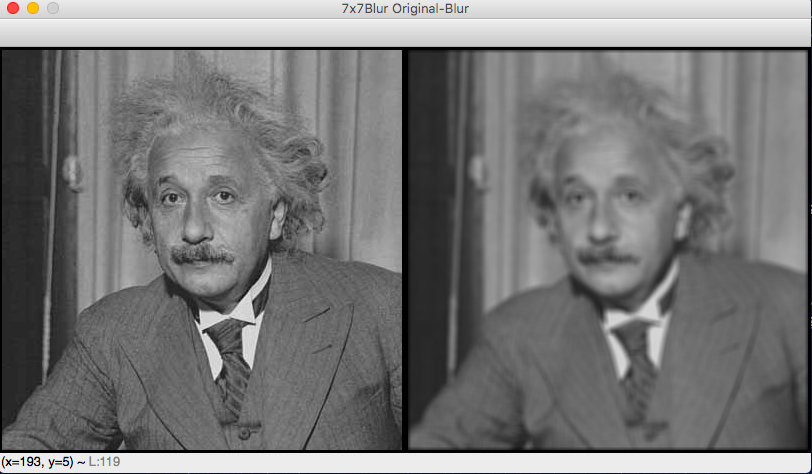 7x7Blur Original-Blur
(x=193, y=5) ~ L:119